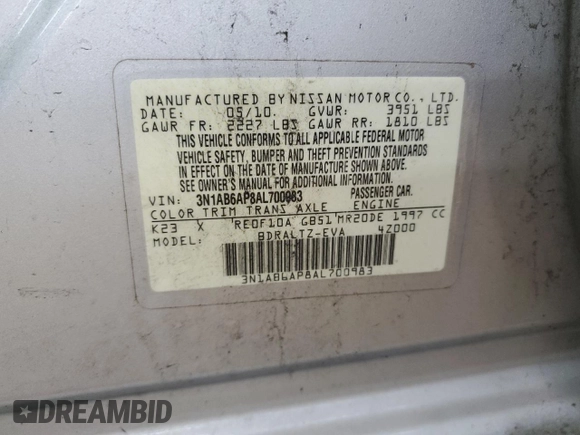 MANUFACTURED BY NISSAN MOTOR CO., LTD.
DATE: 05/10. GVWR: 3951 LBS
GAWR FR: 2227 LBS GAWR RR: 1810 LBS
THIS VEHICLE CONFORMS TO ALL APPLICABLE FEDERAL MOTOR
VEHICLE SAFETY, BUMPER AND THEFT PREVENTION STANDARDS
IN EFFECT ON THE DATE OF MANUFACTURE SHOWN ABOVE.
SEE OWNER'S MANUAL FOR ADDITIONAL INFORMATION
VIN: 3N1AB6AP8AL700983 PASSENGER CAR.
COLOR TRIM TRANS AXLE ENGINE
K23 X RE0F10A GB51 MR20DE 1997 CC
MODEL: BDRALTZ-EVA 4Z000
3N1AB6AP8AL700983
DREAMBID